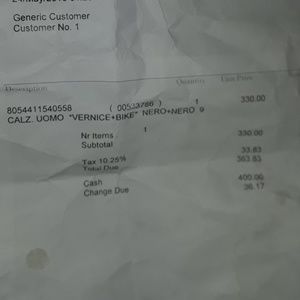 Generic Customer
Customer No. 1
Description Quantity Unit Price
8054411540558 ( 00533786 ) 1 330.00
CALZ. UOMO "VERNICE+BIKE" NERO+NERO 9
Nr Items 1
Subtotal 330.00
Tax 10.25% 33.83
Total Due 363.83
Cash 400.00
Change Due 36.17